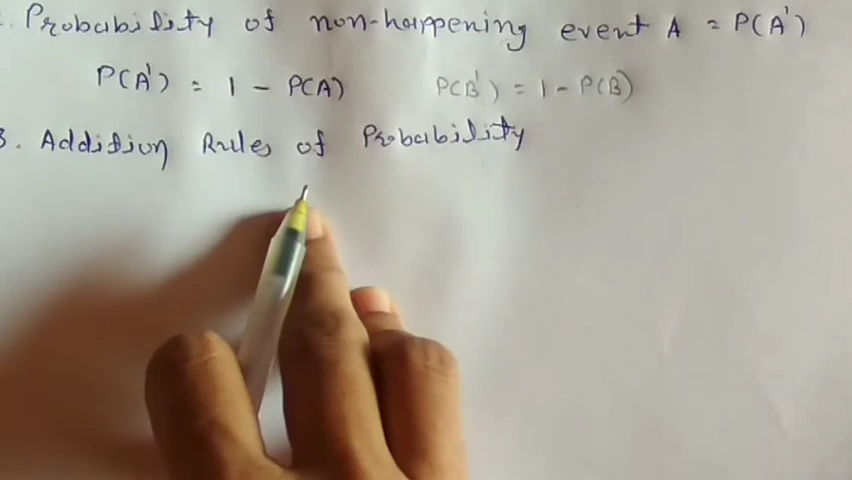 . Probability of non-happening event A = P(A')
P(A') = 1 - P(A) P(B') = 1 - P(B)
3. Addition Rules of Probability